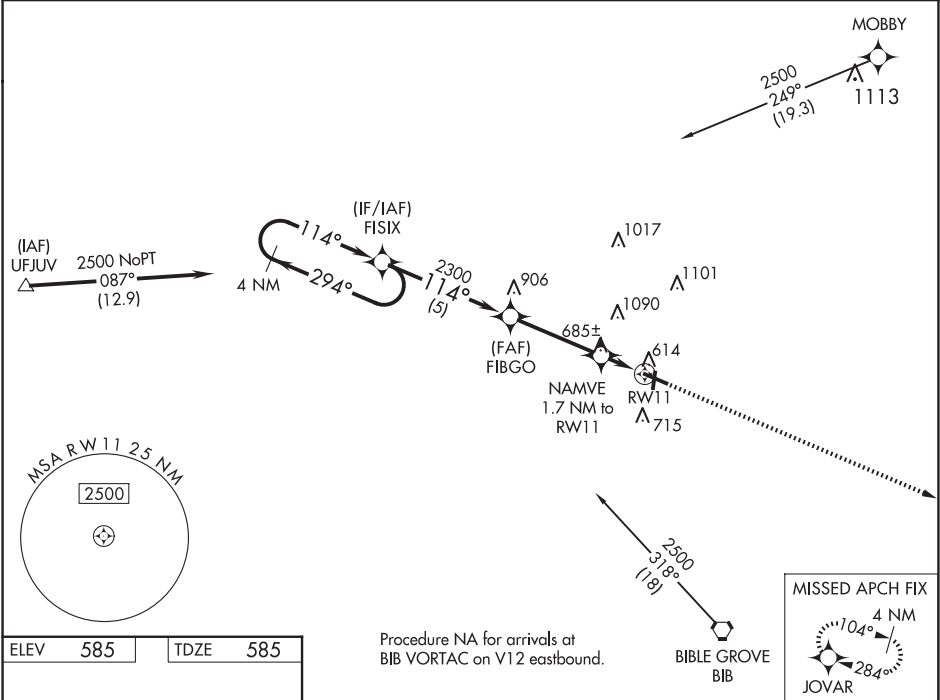 MOBBY
2500
249°
(19.3)
1113
(IF/IAF)
FISIX
(IAF)
UFJUV
2500 NoPT
087°
(12.9)
114°
294°
4 NM
2300
114°
(5)
906
1017
1101
1090
685±
614
(FAF)
FIBGO
NAMVE
1.7 NM to
RW11
RW11
715
MSA RW11 25 NM
2500
2500
318°
(18)
BIBLE GROVE
BIB
Procedure NA for arrivals at
BIB VORTAC on V12 eastbound.
MISSED APCH FIX
4 NM
104°
284°
JOVAR
ELEV 585
TDZE 585